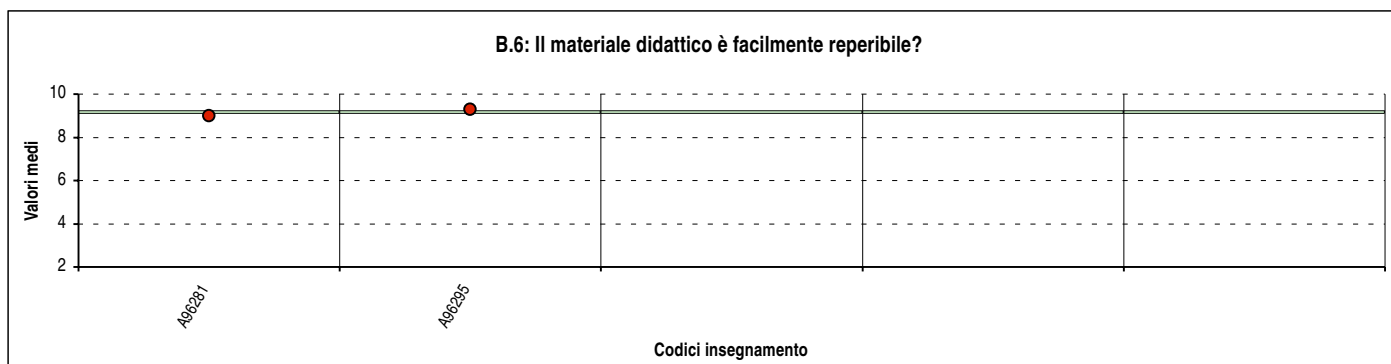 B.6: Il materiale didattico è facilmente reperibile?
10
8
6
4
2
Valori medi
A96281
A96295
Codici insegnamento